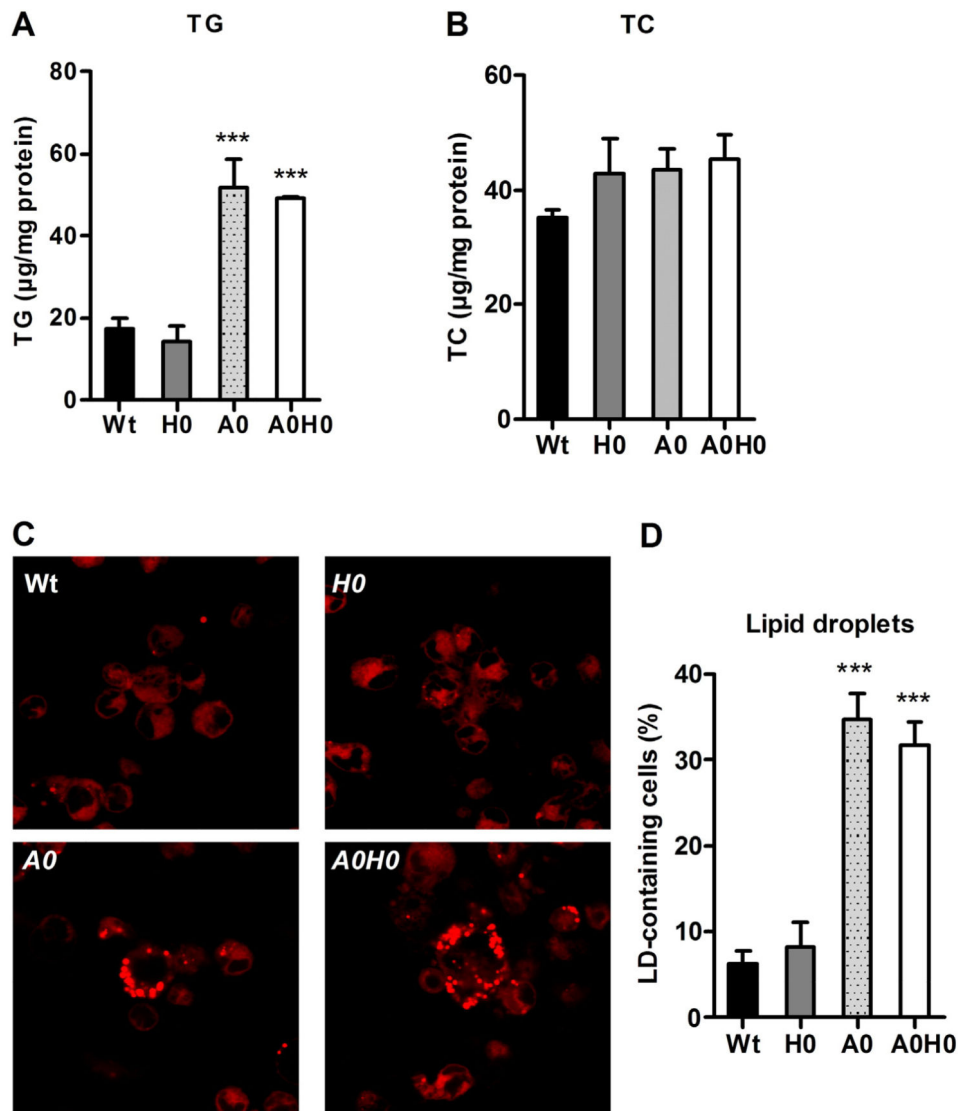 A
TG
TG (µg/mg protein)
80
60
40
20
0
***
***
Wt
H0
A0
A0H0
B
TC
TC (µg/mg protein)
60
40
20
0
Wt
H0
A0
A0H0
C
Wt
H0
A0
A0H0
D
Lipid droplets
LD-containing cells (%)
40
30
20
10
0
***
***
Wt
H0
A0
A0H0